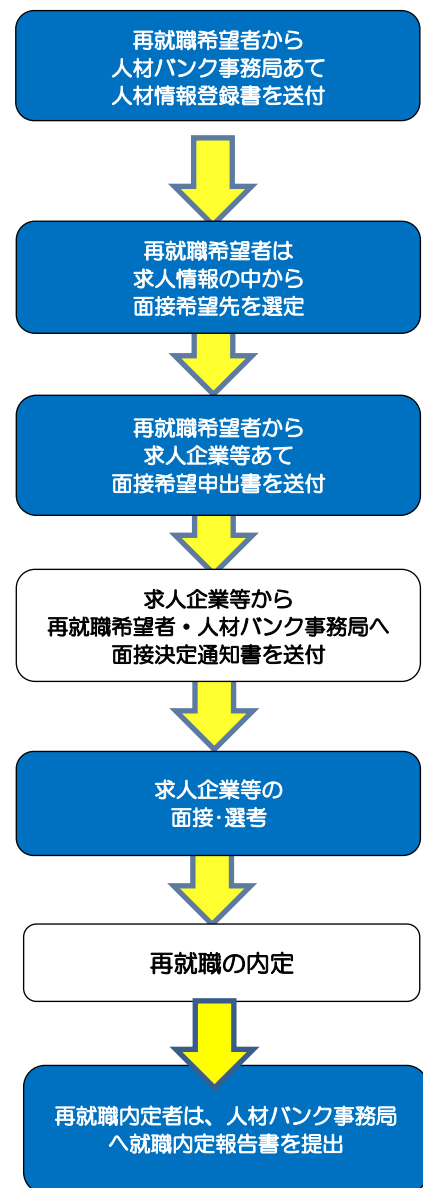 再就職希望者から
人材バンク事務局あて
人材情報登録書を送付
再就職希望者は
求人情報の中から
面接希望先を選定
再就職希望者から
求人企業等あて
面接希望申出書を送付
求人企業等から
再就職希望者・人材バンク事務局へ
面接決定通知書を送付
求人企業等の
面接･選考
再就職の内定
再就職内定者は、人材バンク事務局
へ就職内定報告書を提出